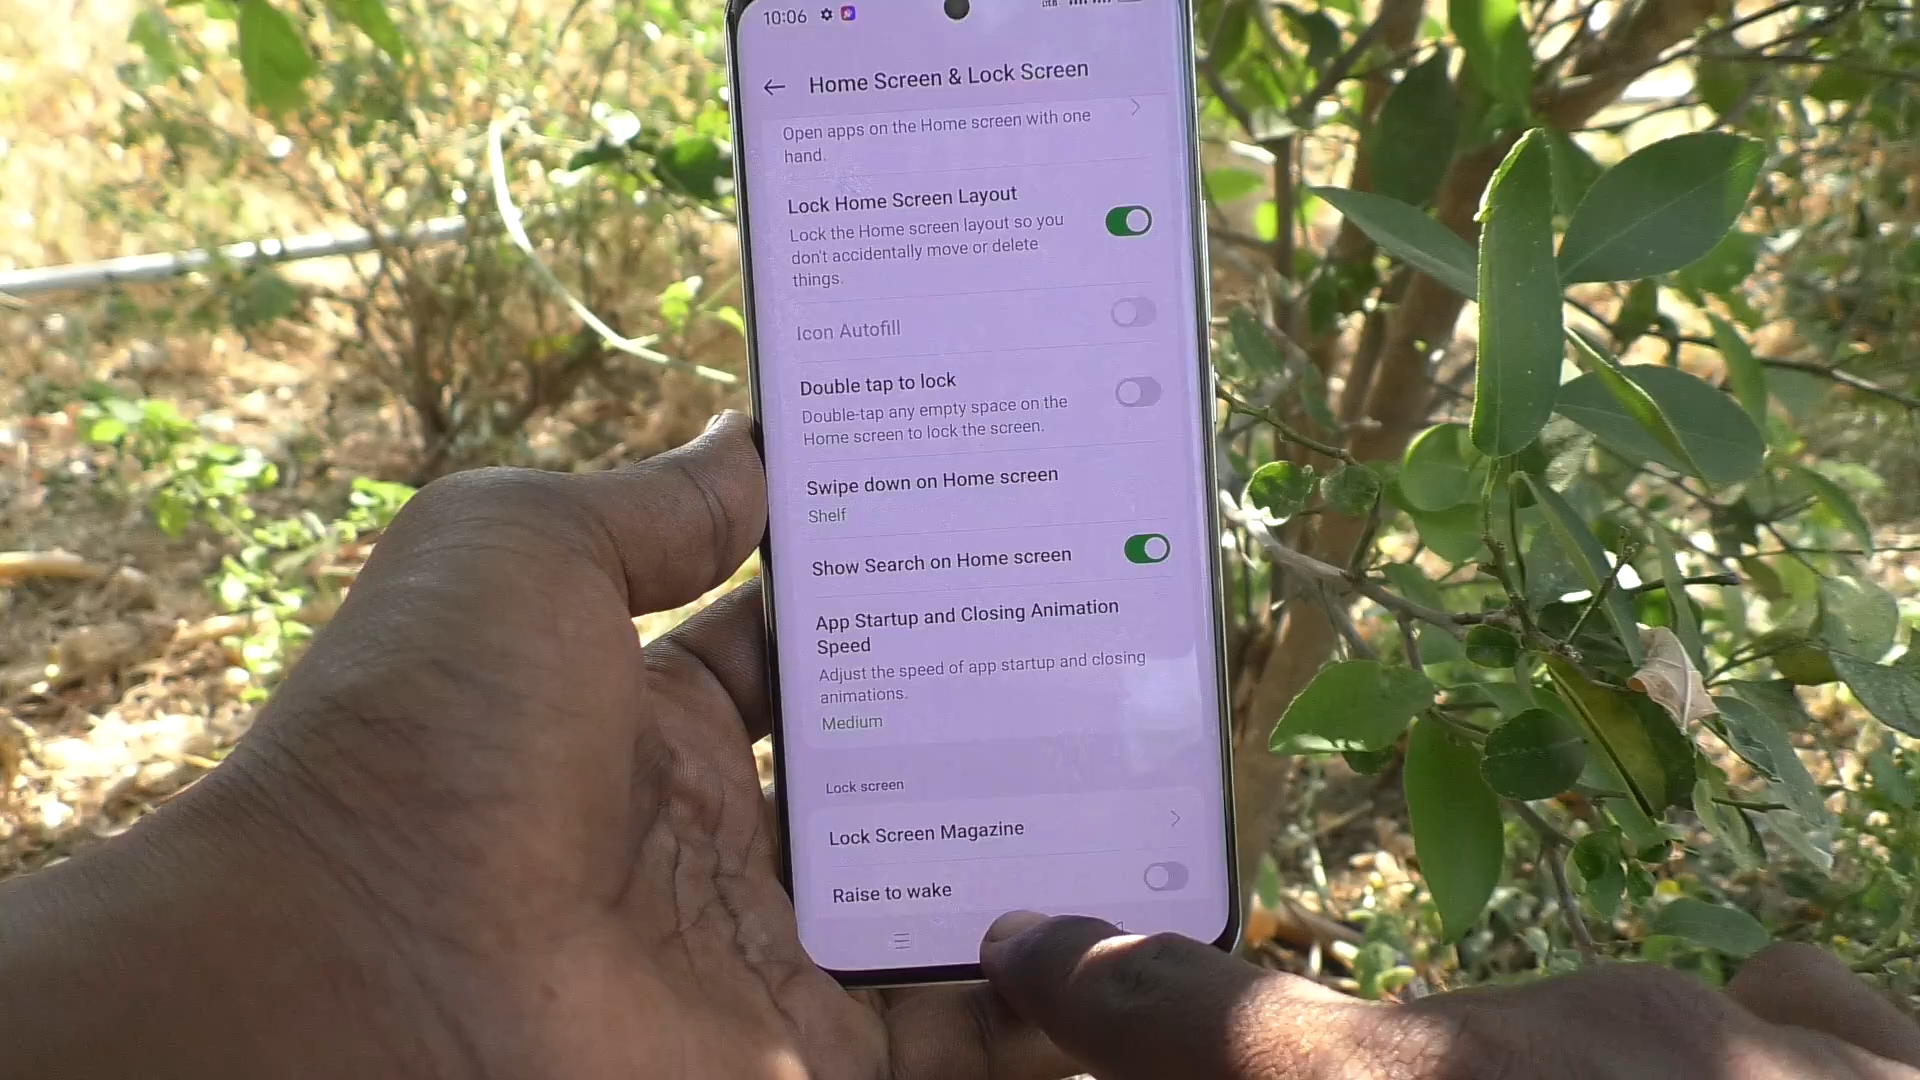 10:06
Home Screen & Lock Screen
Open apps on the Home screen with one
hand.
Lock Home Screen Layout
Lock the Home screen layout so you
don't accidentally move or delete
things.
Icon Autofill
Double tap to lock
Double-tap any empty space on the
Home screen to lock the screen.
Swipe down on Home screen
Shelf
Show Search on Home screen
App Startup and Closing Animation
Speed
Adjust the speed of app startup and closing
animations.
Medium
Lock screen
Lock Screen Magazine
Raise to wake